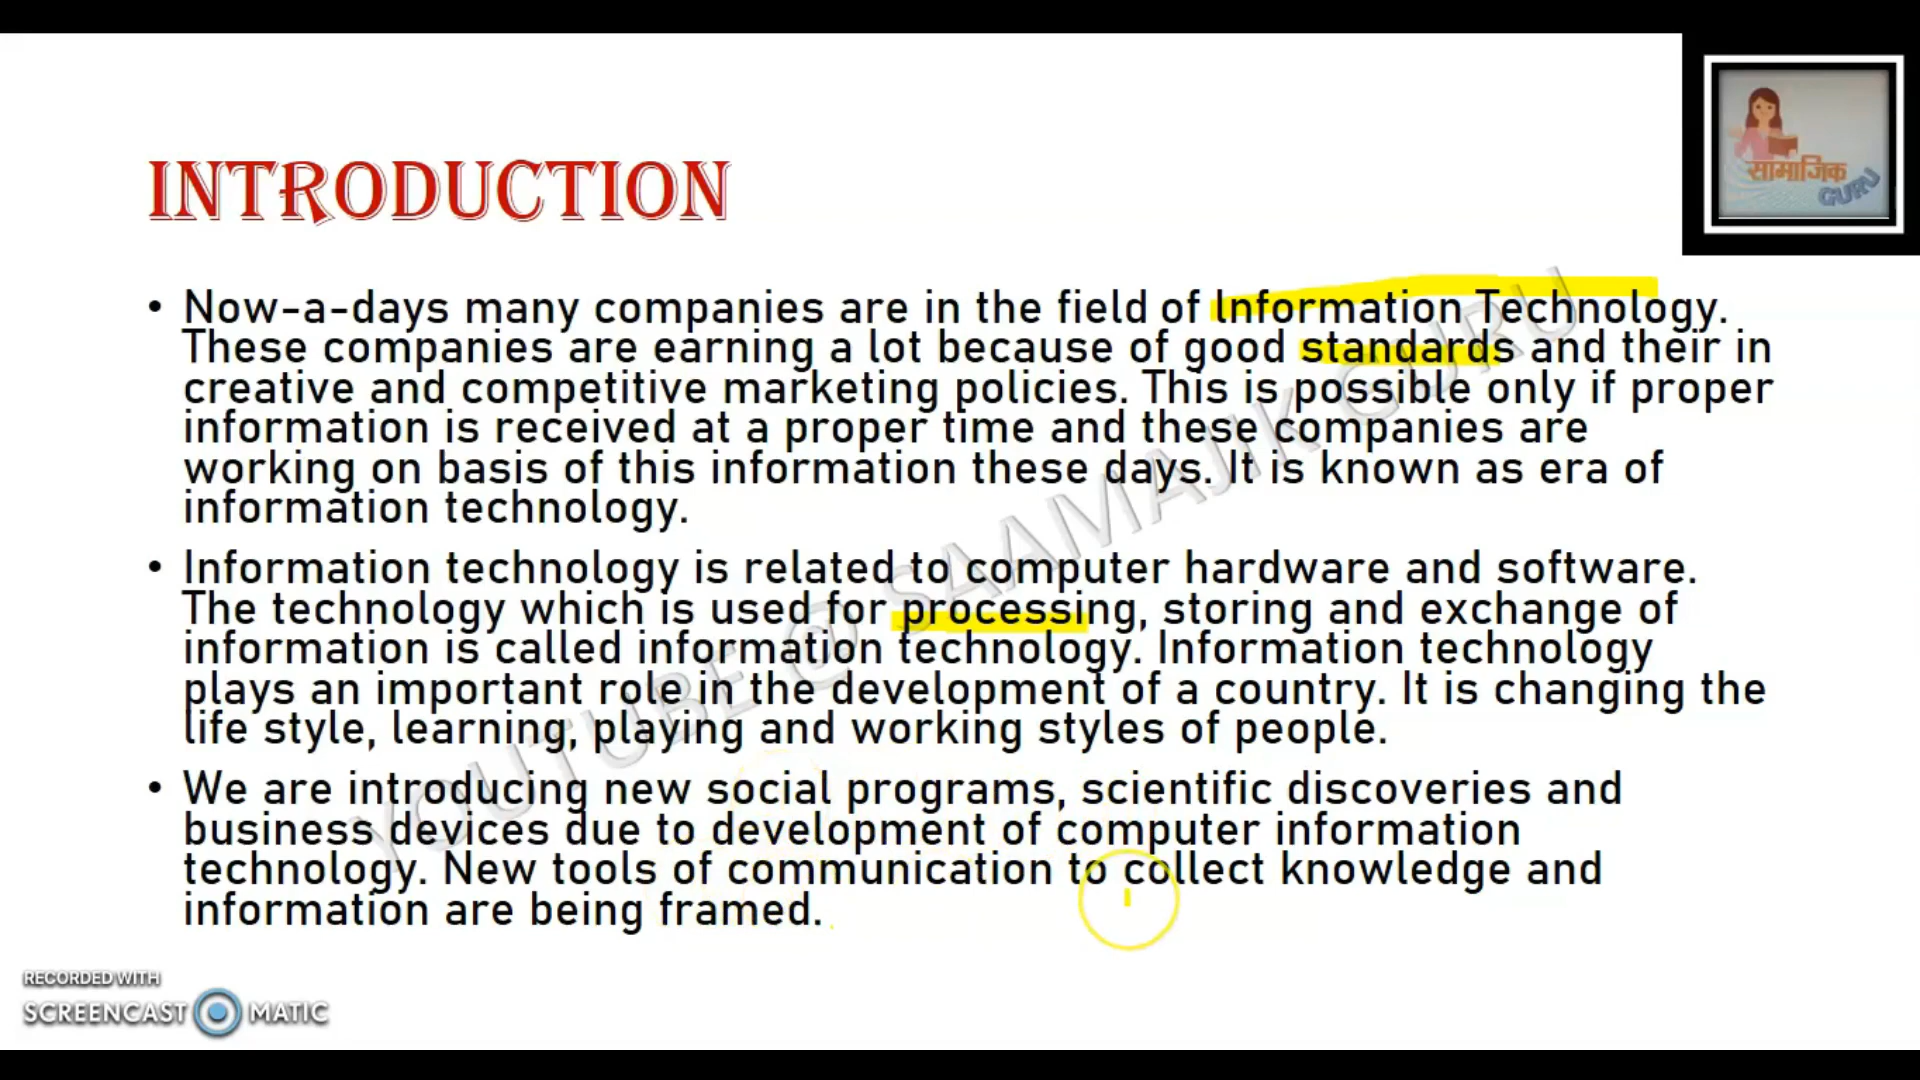 सामाजिक
GURU
INTRODUCTION
• Now-a-days many companies are in the field of Information Technology.
These companies are earning a lot because of good standards and their in
creative and competitive marketing policies. This is possible only if proper
information is received at a proper time and these companies are
working on basis of this information these days. It is known as era of
information technology.
• Information technology is related to computer hardware and software.
The technology which is used for processing, storing and exchange of
information is called information technology. Information technology
plays an important role in the development of a country. It is changing the
life style, learning, playing and working styles of people.
• We are introducing new social programs, scientific discoveries and
business devices due to development of computer information
technology. New tools of communication to collect knowledge and
information are being framed.
YOUTUBE @ SAAMAJIK GURU
RECORDED WITH
SCREENCAST MATIC